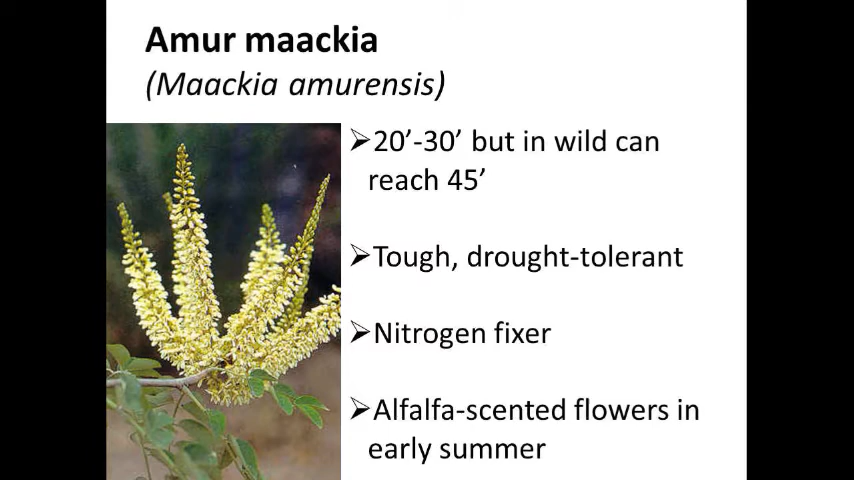 Amur maackia
(Maackia amurensis)
➢20’-30’ but in wild can
reach 45’
➢Tough, drought-tolerant
➢Nitrogen fixer
➢Alfalfa-scented flowers in
early summer